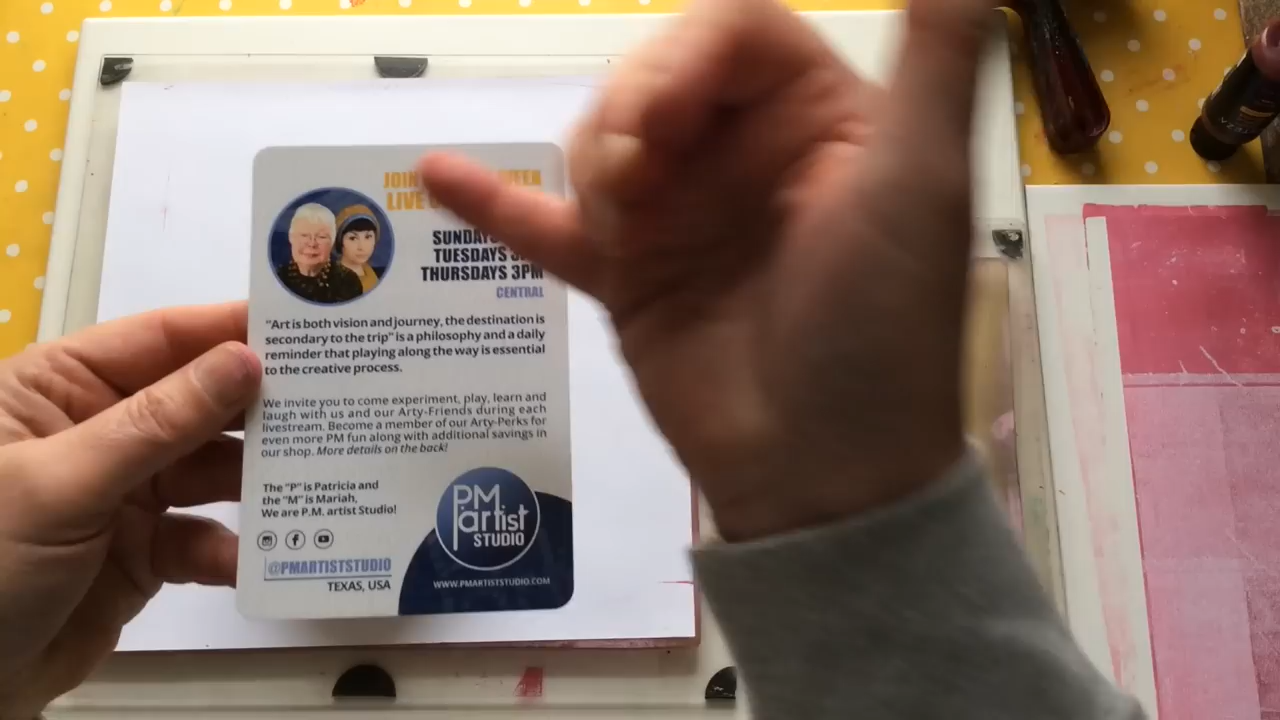 JOIN
LIVE
SUNDAYS
TUESDAYS
THURSDAYS 3PM
CENTRAL
"Art is both vision and journey, the destination is
secondary to the trip" is a philosophy and a daily
reminder that playing along the way is essential
to the creative process.
We invite you to come experiment, play, learn and
laugh with us and our Arty-Friends during each
livestream. Become a member of our Arty-Perks for
even more PM fun along with additional savings in
our shop. More details on the back!
The "P" is Patricia and
the "M" is Mariah,
We are P.M. artist Studio!
@PMARTISTSTUDIO
TEXAS, USA
PM
artist
STUDIO
WWW.PMARTISTSTUDIO.COM